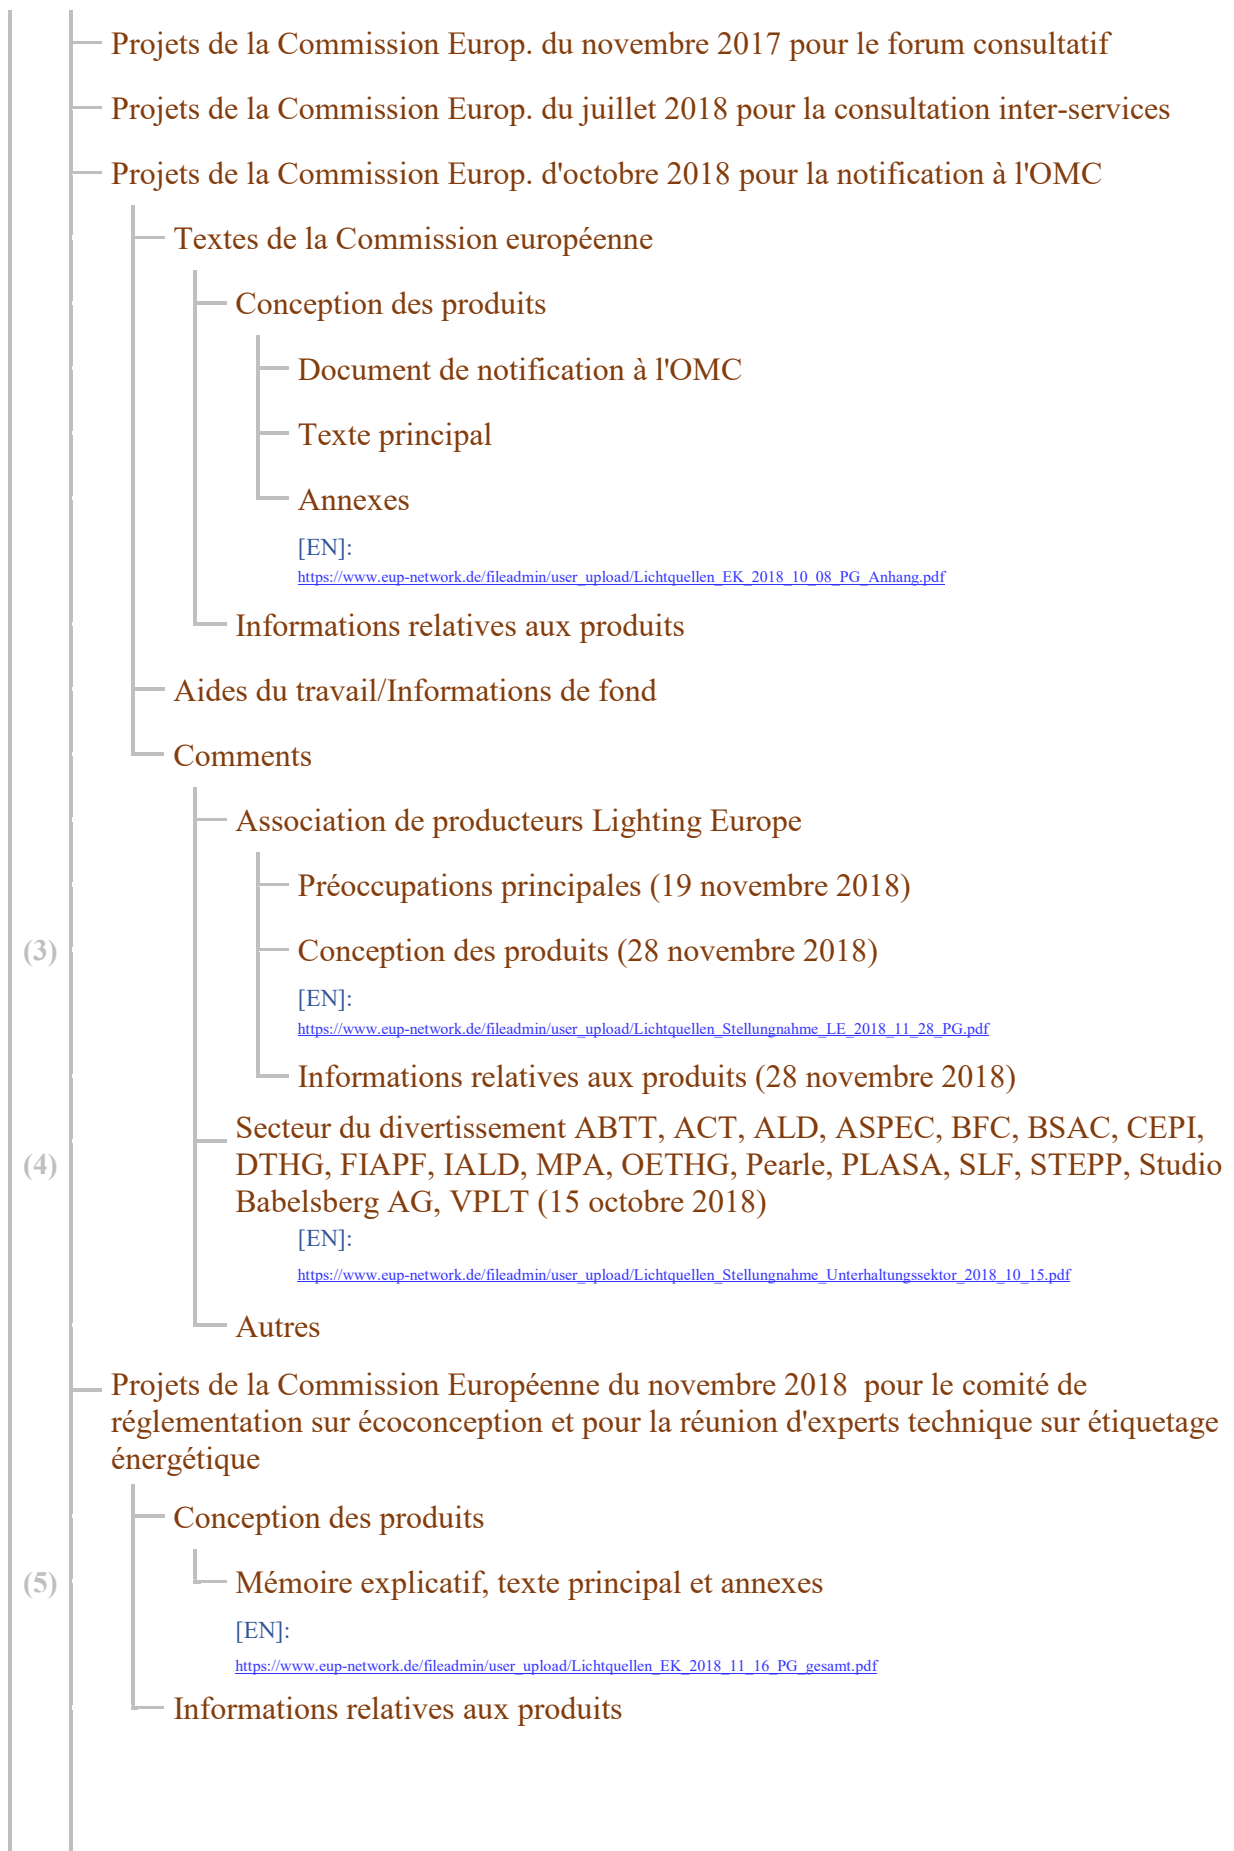 Projets de la Commission Europ. du novembre 2017 pour le forum consultatif
Projets de la Commission Europ. du juillet 2018 pour la consultation inter-services
Projets de la Commission Europ. d'octobre 2018 pour la notification à l'OMC
Textes de la Commission européenne
Conception des produits
Document de notification à l'OMC
Texte principal
Annexes
[EN]:
https://www.eup-network.de/fileadmin/user_upload/Lichtquellen_EK_2018_10_08_PG_Anhang.pdf
Informations relatives aux produits
Aides du travail/Informations de fond
Comments
Association de producteurs Lighting Europe
Préoccupations principales (19 novembre 2018)
(3)
Conception des produits (28 novembre 2018)
[EN]:
https://www.eup-network.de/fileadmin/user_upload/Lichtquellen_Stellungnahme_LE_2018_11_28_PG.pdf
Informations relatives aux produits (28 novembre 2018)
Secteur du divertissement ABTT, ACT, ALD, ASPEC, BFC, BSAC, CEPI,
(4)
DTHG, FIAPF, IALD, MPA, OETHG, Pearle, PLASA, SLF, STEPP, Studio
Babelsberg AG, VPLT (15 octobre 2018)
[EN]:
https://www.eup-network.de/fileadmin/user_upload/Lichtquellen_Stellungnahme_Unterhaltungssektor_2018_10_15.pdf
Autres
Projets de la Commission Européenne du novembre 2018  pour le comité de
réglementation sur écoconception et pour la réunion d'experts technique sur étiquetage
énergétique
Conception des produits
(5)
Mémoire explicatif, texte principal et annexes
[EN]:
https://www.eup-network.de/fileadmin/user_upload/Lichtquellen_EK_2018_11_16_PG_gesamt.pdf
Informations relatives aux produits